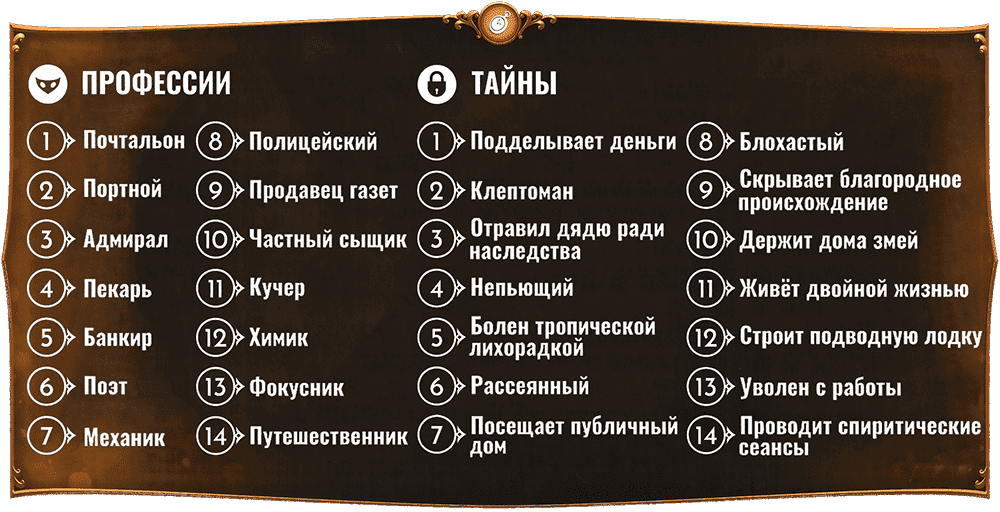 ПРОФЕССИИ
1 Почтальон
2 Портной
3 Адмирал
4 Пекарь
5 Банкир
6 Поэт
7 Механик
8 Полицейский
9 Продавец газет
10 Частный сыщик
11 Кучер
12 Химик
13 Фокусник
14 Путешественник
ТАЙНЫ
1 Подделывает деньги
2 Клептоман
3 Отравил дядю ради
наследства
4 Непьющий
5 Болен тропической
лихорадкой
6 Рассеянный
7 Посещает публичный
дом
8 Блохастый
9 Скрывает благородное
происхождение
10 Держит дома змей
11 Живёт двойной жизнью
12 Строит подводную лодку
13 Уволен с работы
14 Проводит спиритические
сеансы